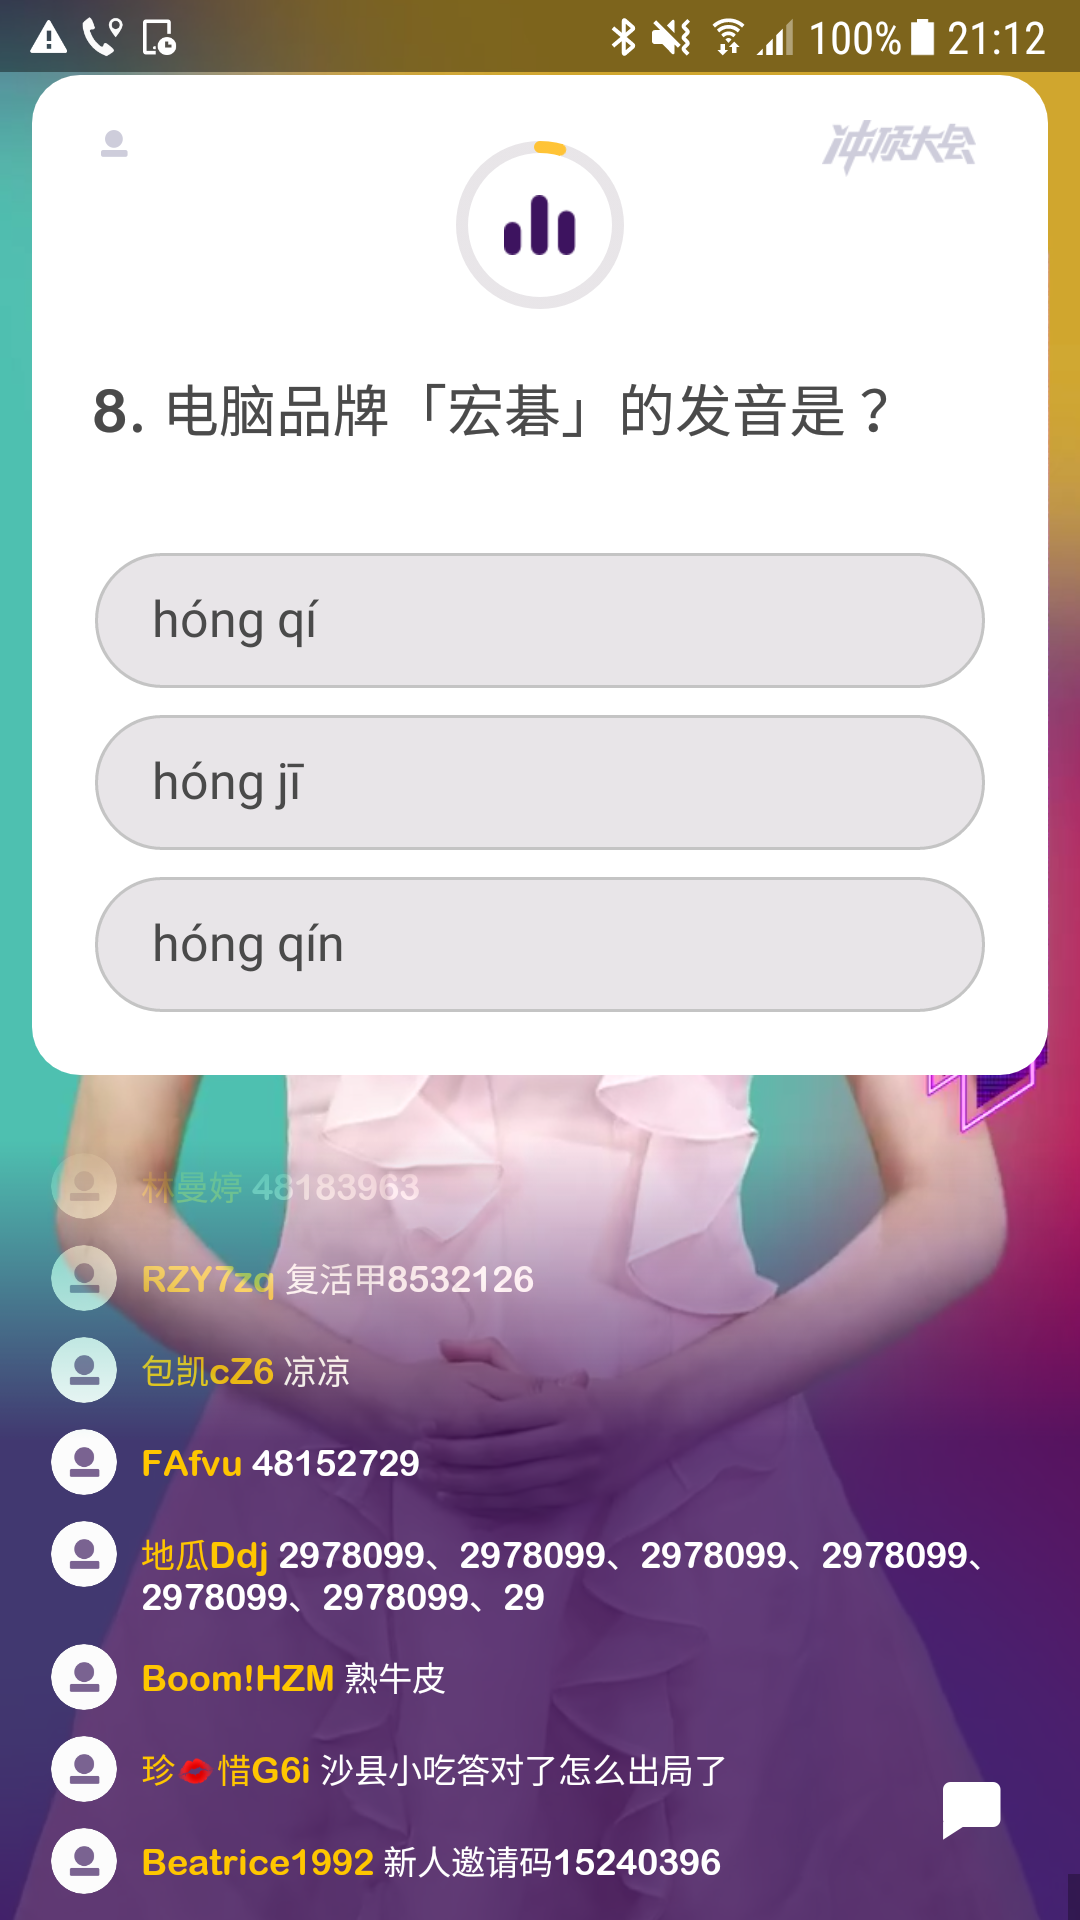 100% 21:12
冲顶大会
8. 电脑品牌「宏碁」的发音是？
hóng qí
hóng jī
hóng qín
林曼婷 48183963
RZY7zq 复活甲8532126
包凯cZ6 凉凉
FAfvu 48152729
地瓜Ddj 2978099、2978099、2978099、2978099、
2978099、2978099、29
Boom!HZM 熟牛皮
珍💋惜G6i 沙县小吃答对了怎么出局了
Beatrice1992 新人邀请码15240396